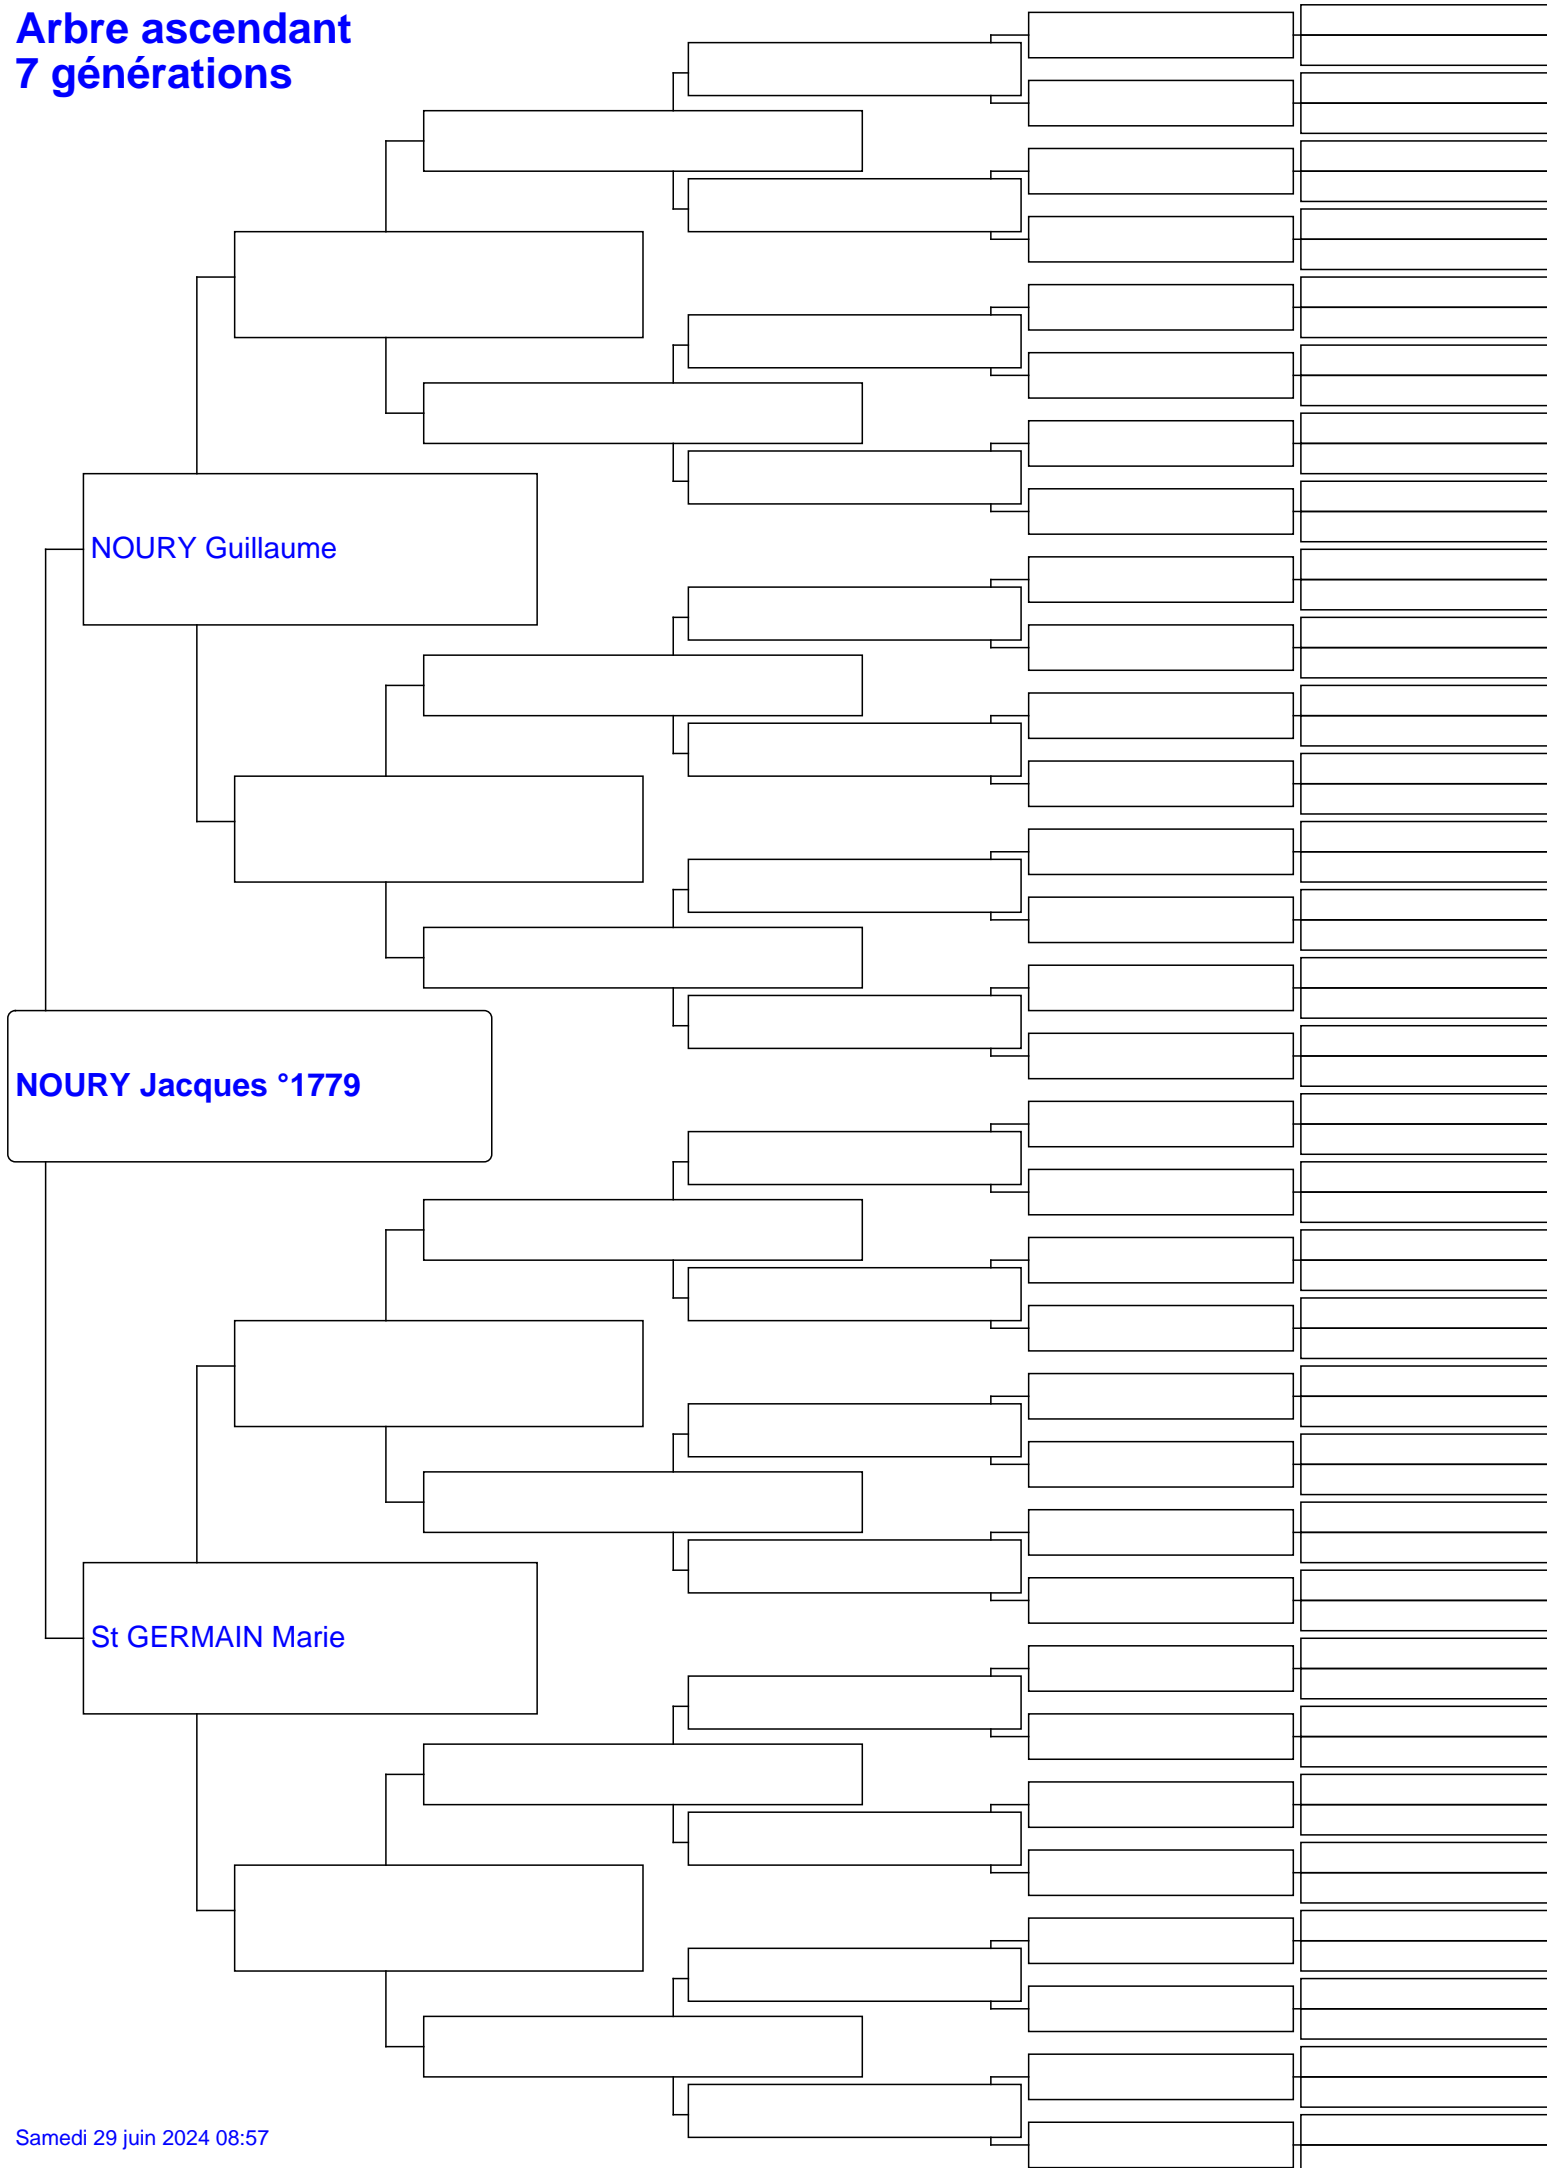 Arbre ascendant
7 générations
NOURY Guillaume
NOURY Jacques °1779
St GERMAIN Marie
Samedi 29 juin 2024 08:57